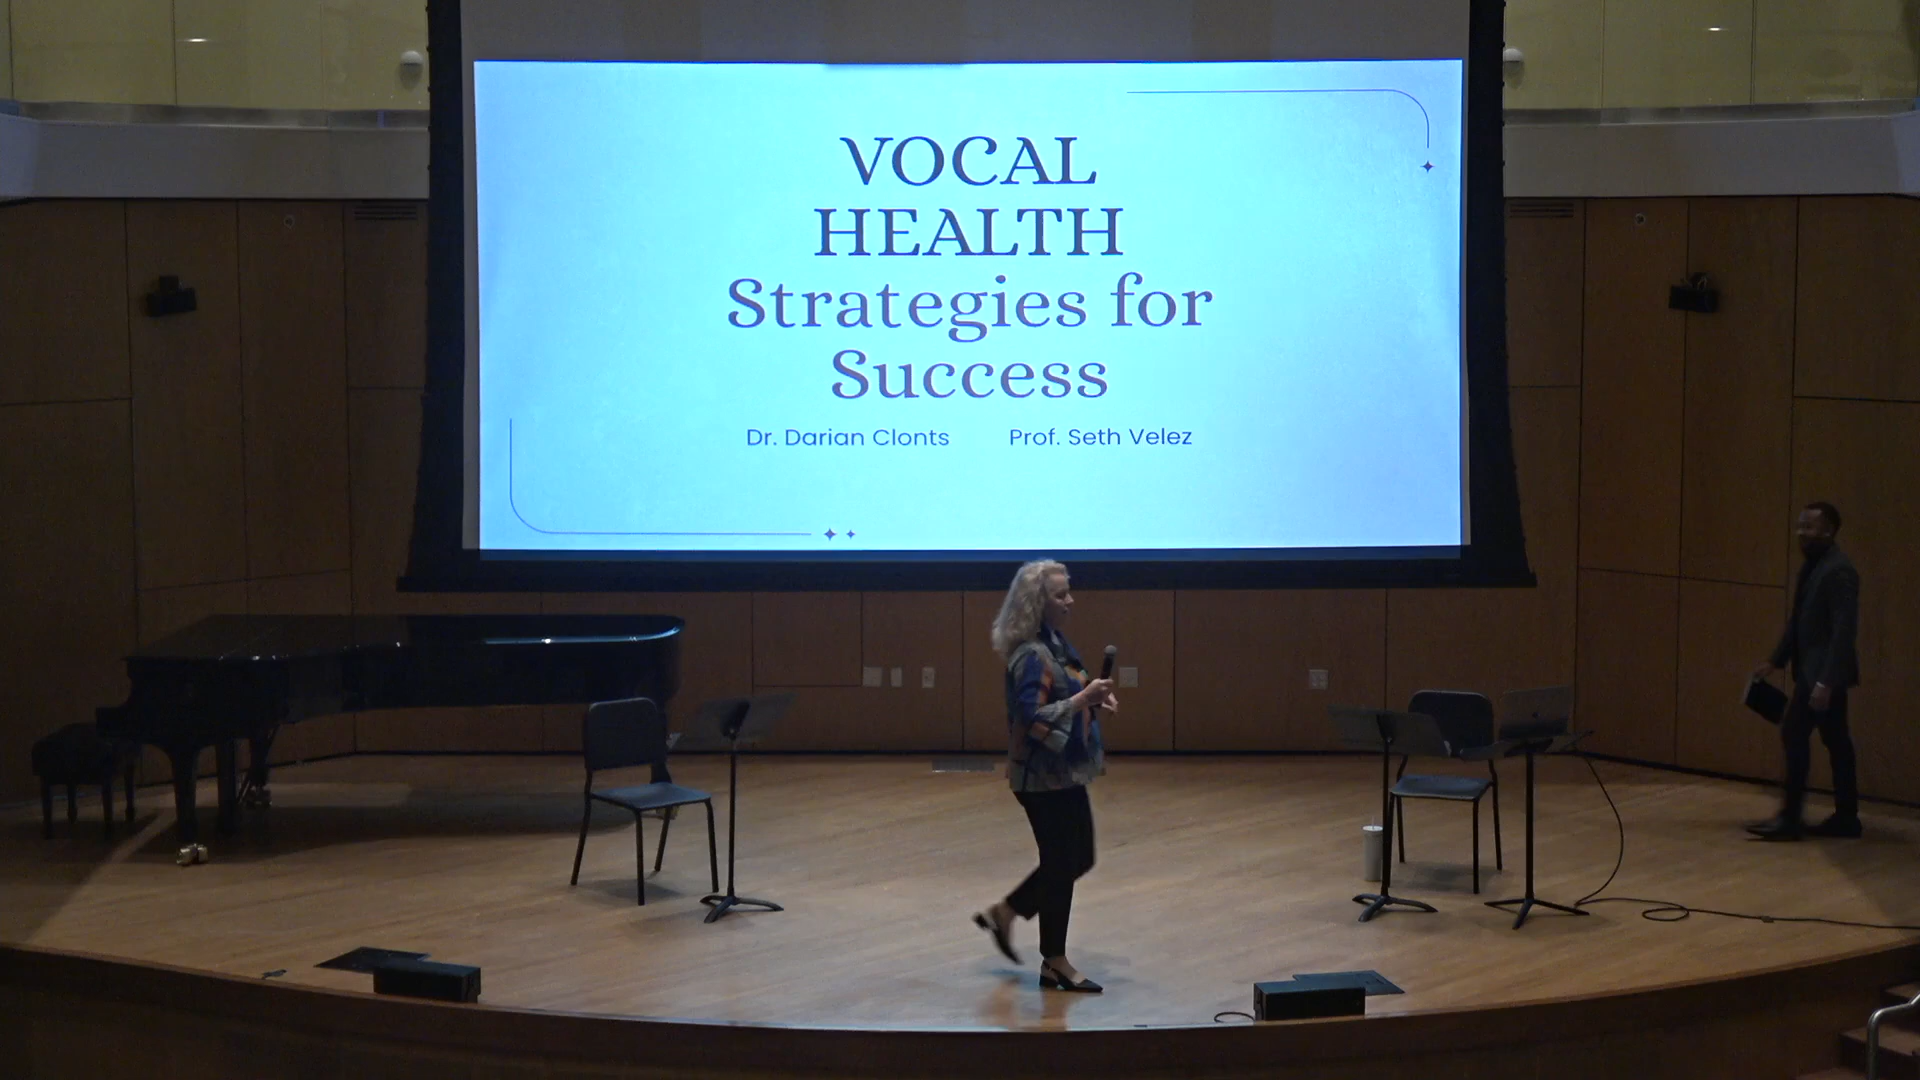 VOCAL
HEALTH
Strategies for
Success
Dr. Darian Clonts Prof. Seth Velez